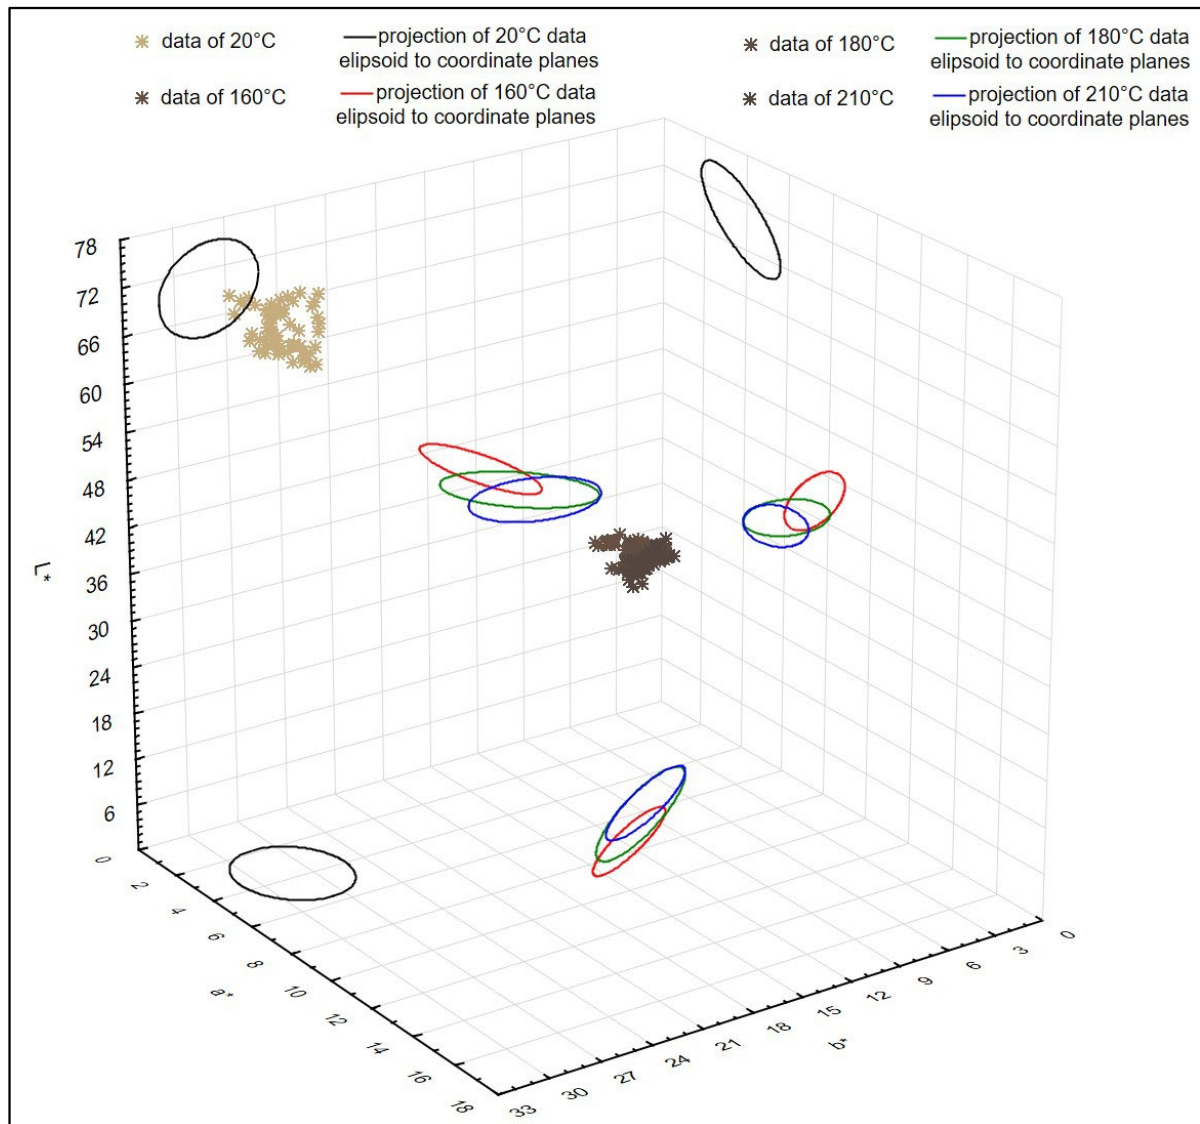 data of 20°C
projection of 20°C data
elipsoid to coordinate planes
data of 180°C
projection of 180°C data
elipsoid to coordinate planes
data of 160°C
projection of 160°C data
elipsoid to coordinate planes
data of 210°C
projection of 210°C data
elipsoid to coordinate planes
78
72
66
60
54
48
42
36
30
24
18
12
6
0
L*
2
4
6
8
10
12
14
16
18
a*
33
30
27
24
21
18
15
12
9
6
3
0
b*